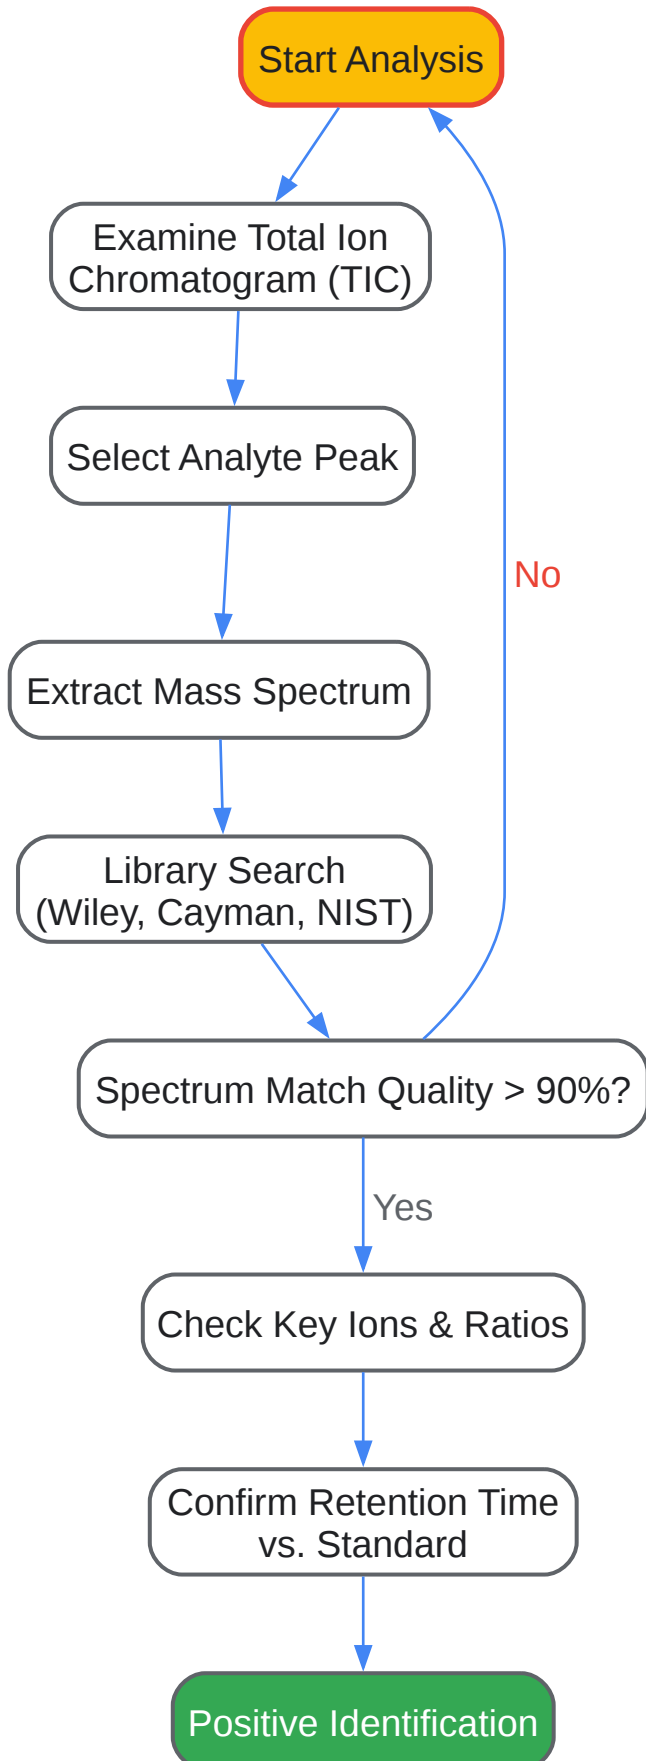 Start Analysis
Examine Total Ion
Chromatogram (TIC)
Select Analyte Peak
No
Extract Mass Spectrum
Library Search
(Wiley, Cayman, NIST)
Spectrum Match Quality > 90%?
Yes
Check Key Ions & Ratios
Confirm Retention Time
vs. Standard
Positive Identification